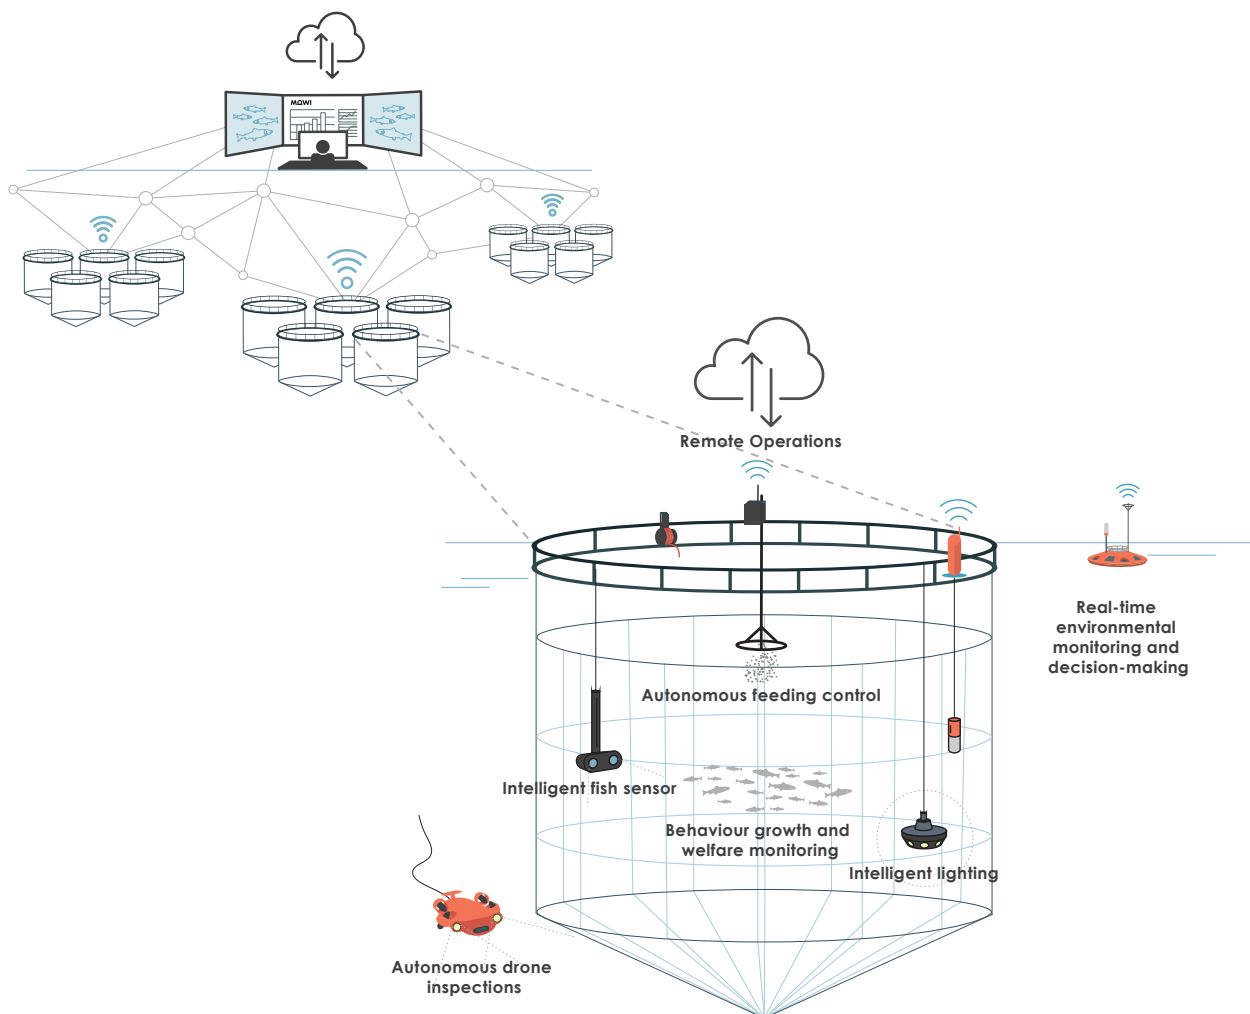 MOWI
Remote Operations
Real-time
environmental
monitoring and
decision-making
Autonomous feeding control
Intelligent fish sensor
Behaviour growth and
welfare monitoring
Intelligent lighting
Autonomous drone
inspections